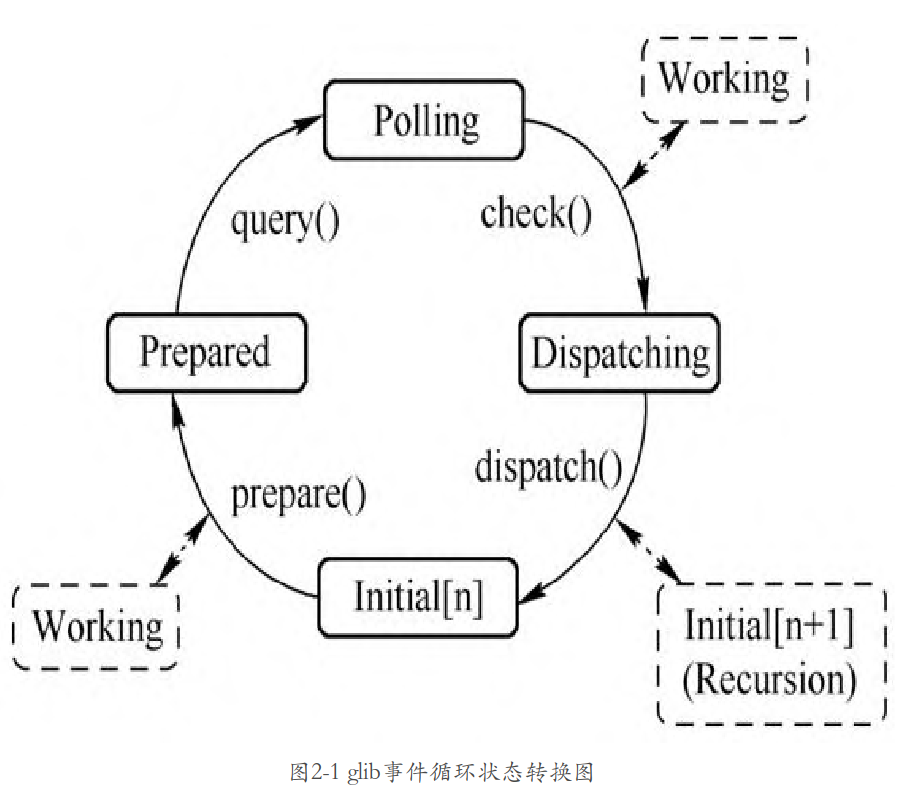 Working
Polling
query()
check()
Prepared
Dispatching
prepare()
dispatch()
Initial[n]
Working
Initial[n+1]
(Recursion)
图2-1 glib事件循环状态转换图